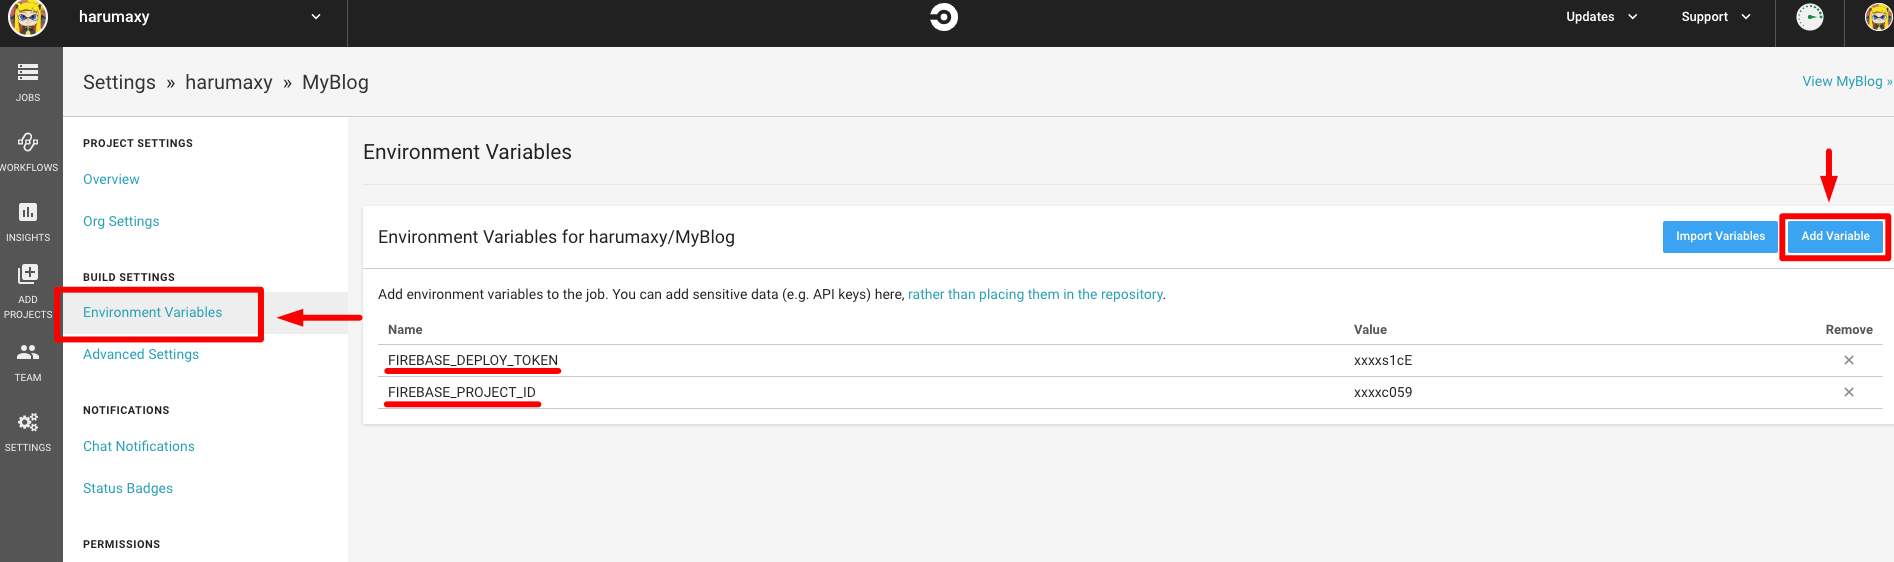 harumaxy
Updates
Support
JOBS
WORKFLOWS
INSIGHTS
ADD
PROJECTS
TEAM
SETTINGS
Settings » harumaxy » MyBlog
View MyBlog »
PROJECT SETTINGS
Overview
Org Settings
BUILD SETTINGS
Environment Variables
Advanced Settings
NOTIFICATIONS
Chat Notifications
Status Badges
PERMISSIONS
Environment Variables
Environment Variables for harumaxy/MyBlog
Import Variables
Add Variable
Add environment variables to the job. You can add sensitive data (e.g. API keys) here, rather than placing them in the repository.
Name Value Remove
FIREBASE_DEPLOY_TOKEN xxxxs1cE ×
FIREBASE_PROJECT_ID xxxxc059 ×